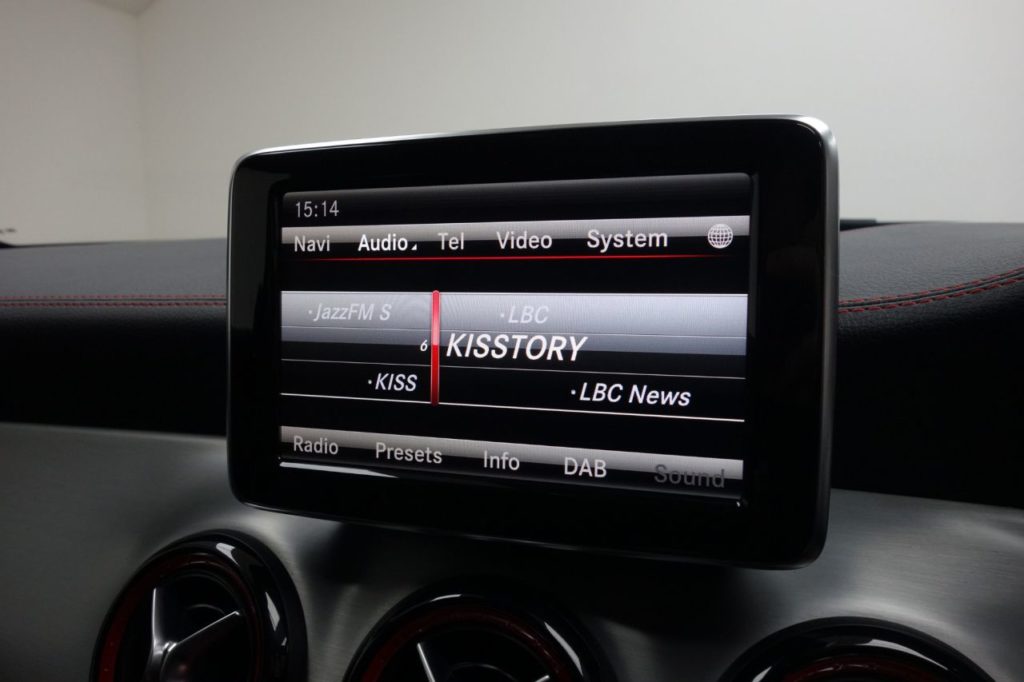 15:14
Navi Audio Tel Video System
·JazzFM S ·LBC
6 KISSTORY
·KISS ·LBC News
Radio Presets Info DAB Sound